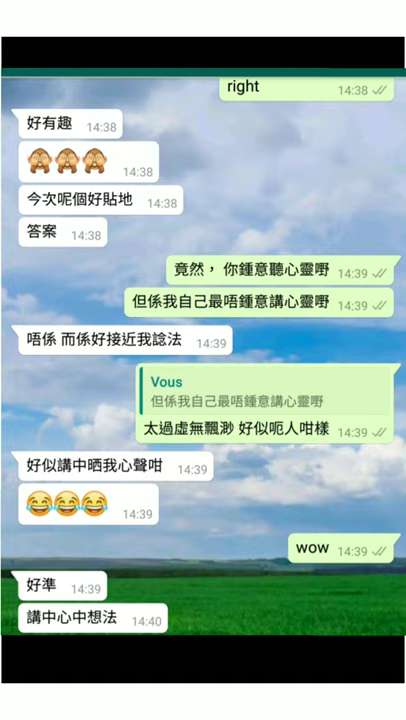 right
14:38
好有趣
14:38
14:38
今次呢個好貼地
14:38
答案
14:38
竟然， 你鍾意聽心靈嘢
14:39
但係我自己最唔鍾意講心靈嘢
14:39
唔係 而係好接近我諗法
14:39
Vous
但係我自己最唔鍾意講心靈嘢
太過虛無飄渺 好似呃人咁樣
14:39
好似講中晒我心聲咁
14:39
14:39
wow
14:39
好準
14:39
講中心中想法
14:40